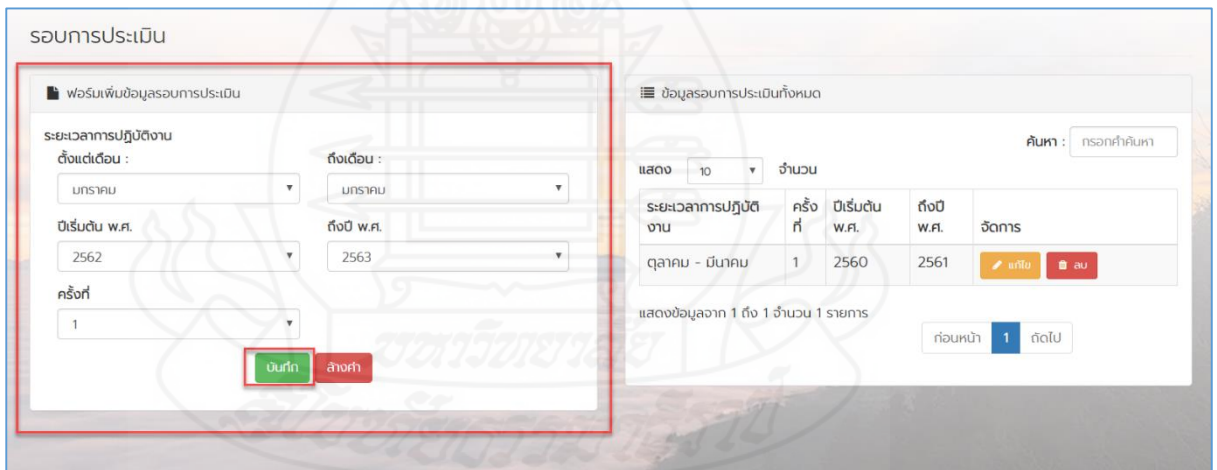 รอบการประเมิน
ฟอร์มเพิ่มข้อมูลรอบการประเมิน
ระยะเวลาการปฏิบัติงาน
ตั้งแต่เดือน :
ถึงเดือน :
มกราคม
มกราคม
ปีเริ่มต้น พ.ศ.
ถึงปี พ.ศ.
2562
2563
ครั้งที่
1
บันทึก
ล้างค่า
ข้อมูลรอบการประเมินทั้งหมด
ค้นหา : กรอกคำค้นหา
แสดง 10 จำนวน
ระยะเวลาการปฏิบัติ
งาน
ครั้ง
ที่
ปีเริ่มต้น
พ.ศ.
ถึงปี
พ.ศ.
จัดการ
ตุลาคม - มีนาคม 1 2560 2561 แก้ไข ลบ
แสดงข้อมูลจาก 1 ถึง 1 จำนวน 1 รายการ
ก่อนหน้า 1 ถัดไป